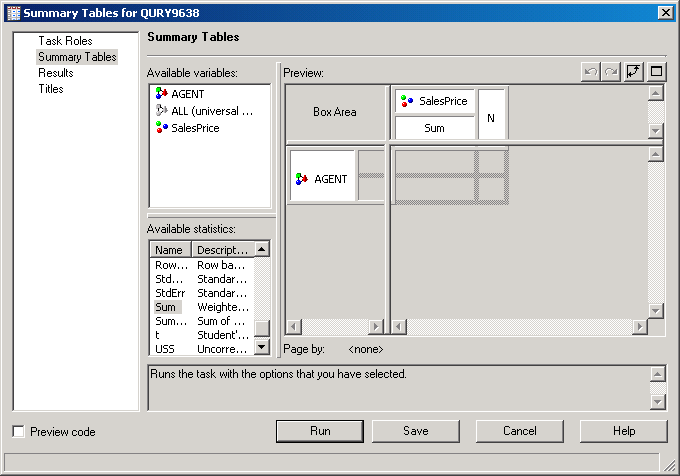 Summary Tables for QURY9638
Task Roles
Summary Tables
Results
Titles
Summary Tables
Available variables:
AGENT
ALL (universal ...
SalesPrice
Available statistics:
Name Descript...
Row... Row ba...
Std... Standar...
StdErr Standar...
Sum Weighte...
Sum... Sum of ...
t Student'...
USS Uncorre...
Preview:
Box Area
SalesPrice
Sum
N
AGENT
Page by: <none>
Runs the task with the options that you have selected.
Preview code
Run
Save
Cancel
Help